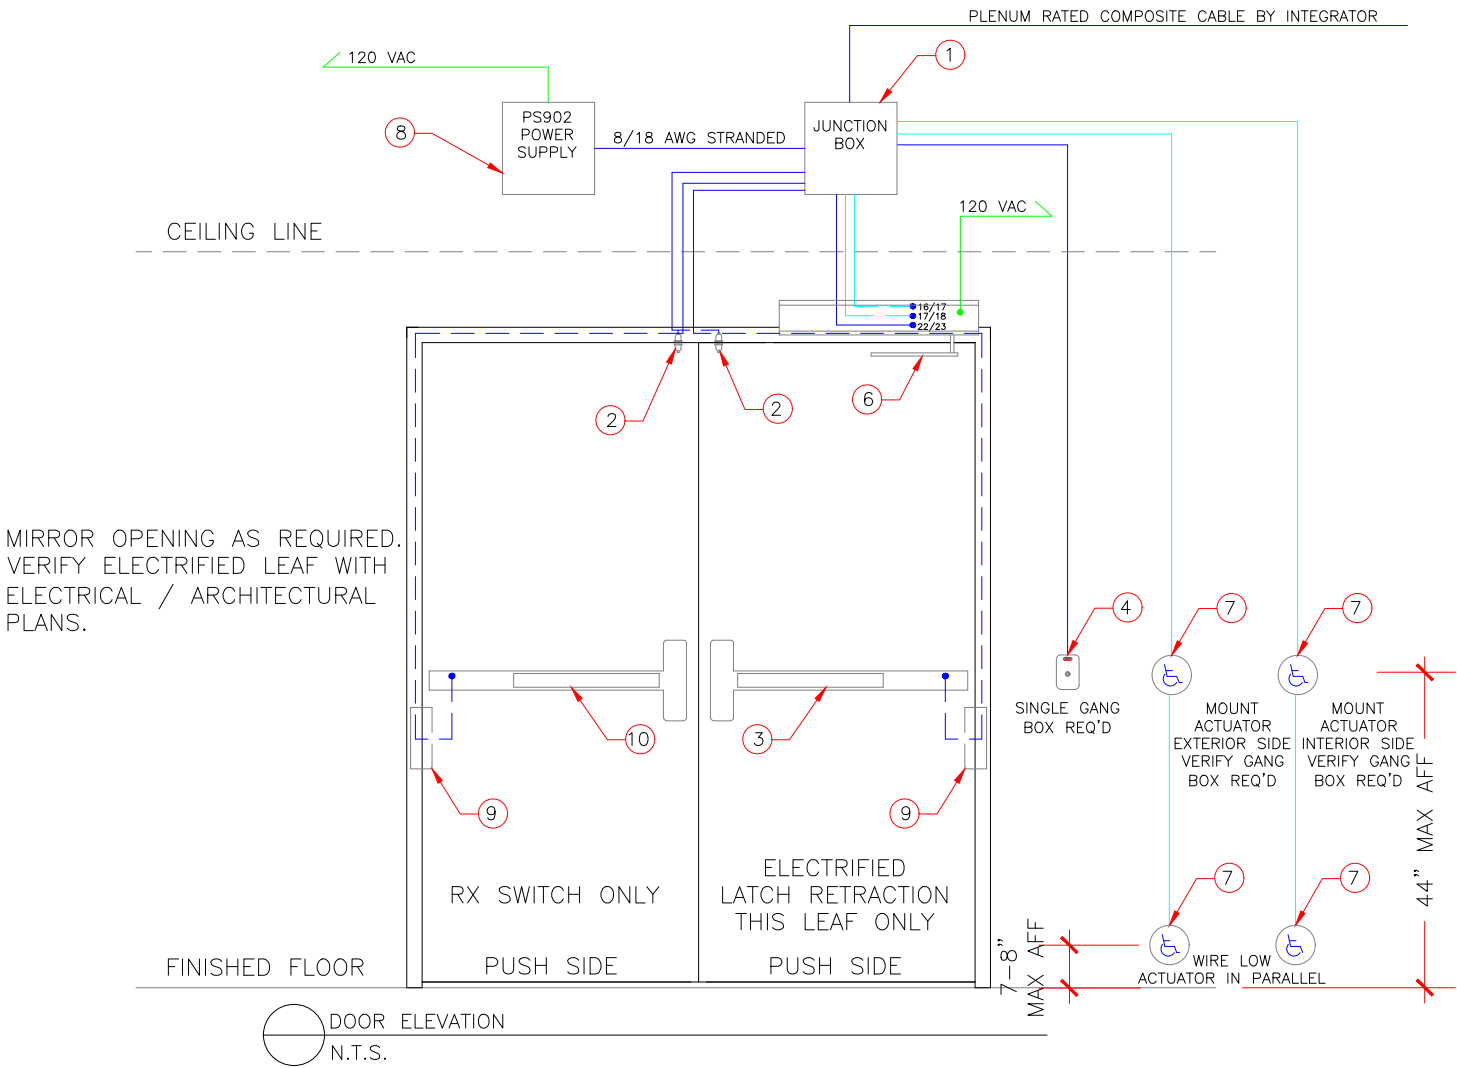 PLENUM RATED COMPOSITE CABLE BY INTEGRATOR
120 VAC
1
PS902
POWER
SUPPLY
8
8/18 AWG STRANDED
JUNCTION
BOX
120 VAC
CEILING LINE
16/17
17/18
22/23
2
2
6
MIRROR OPENING AS REQUIRED.
VERIFY ELECTRIFIED LEAF WITH
ELECTRICAL / ARCHITECTURAL
PLANS.
4
7
7
SINGLE GANG
BOX REQ'D
MOUNT
ACTUATOR
EXTERIOR SIDE
VERIFY GANG
BOX REQ'D
MOUNT
ACTUATOR
INTERIOR SIDE
VERIFY GANG
BOX REQ'D
10
3
9
9
44" MAX AFF
RX SWITCH ONLY
ELECTRIFIED
LATCH RETRACTION
THIS LEAF ONLY
7
7
7-8"
MAX AFF
WIRE LOW
ACTUATOR IN PARALLEL
FINISHED FLOOR
PUSH SIDE
PUSH SIDE
DOOR ELEVATION
N.T.S.